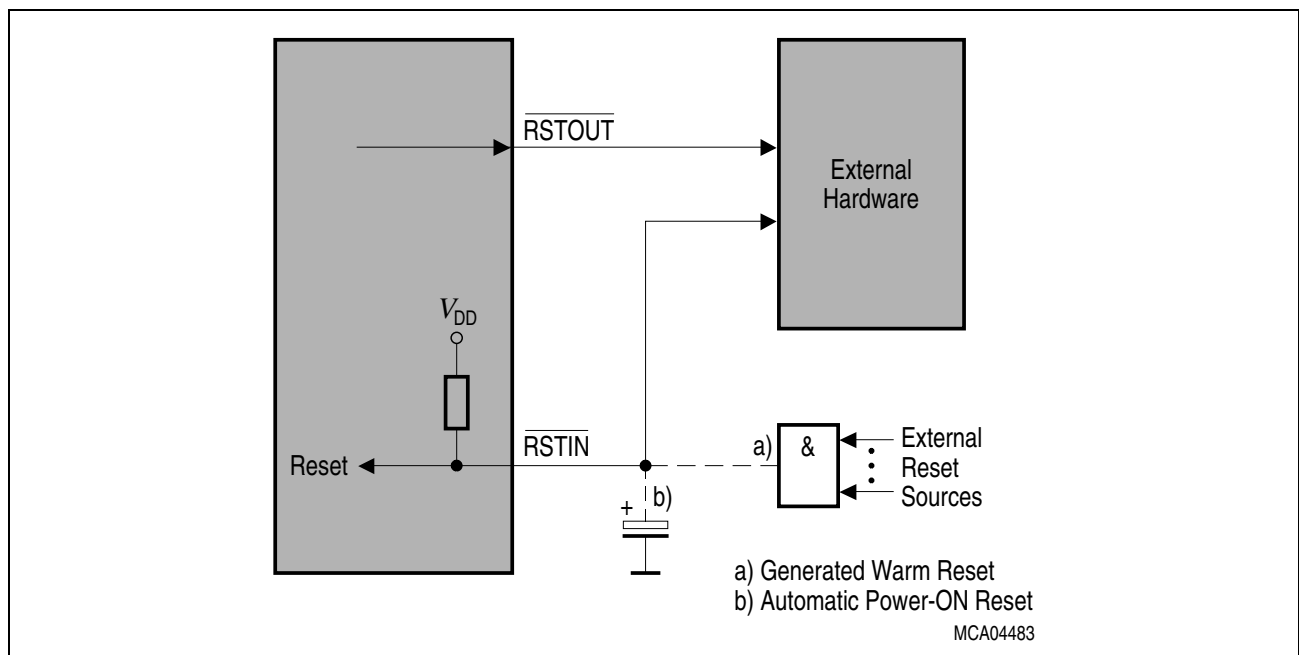 RSTOUT
External
Hardware
VDD
RSTIN
Reset
a)
&
External
Reset
Sources
b)
+
a) Generated Warm Reset
b) Automatic Power-ON Reset
MCA04483